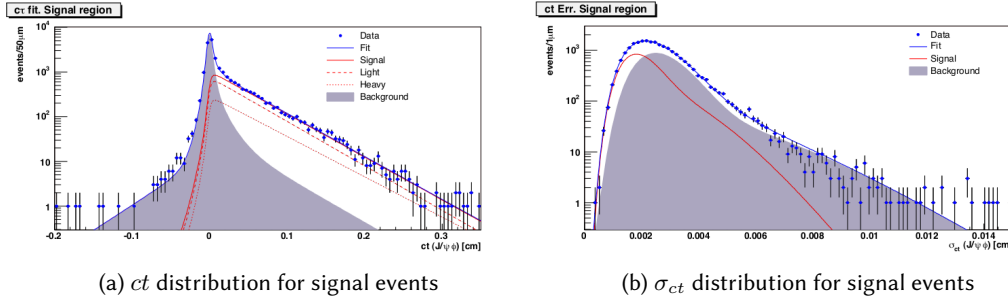 cτ fit. Signal region
events/50μm
10⁴
10³
10²
10
1
Data
Fit
Signal
Light
Heavy
Background
-0.2 -0.1 0 0.1 0.2 0.3
ct (J/ψ ϕ) [cm]
(a) ct distribution for signal events
ct Err. Signal region
events/1μm
10³
10²
10
1
Data
Fit
Signal
Background
0 0.002 0.004 0.006 0.008 0.01 0.012 0.014
σct (J/ψ ϕ) [cm]
(b) σct distribution for signal events